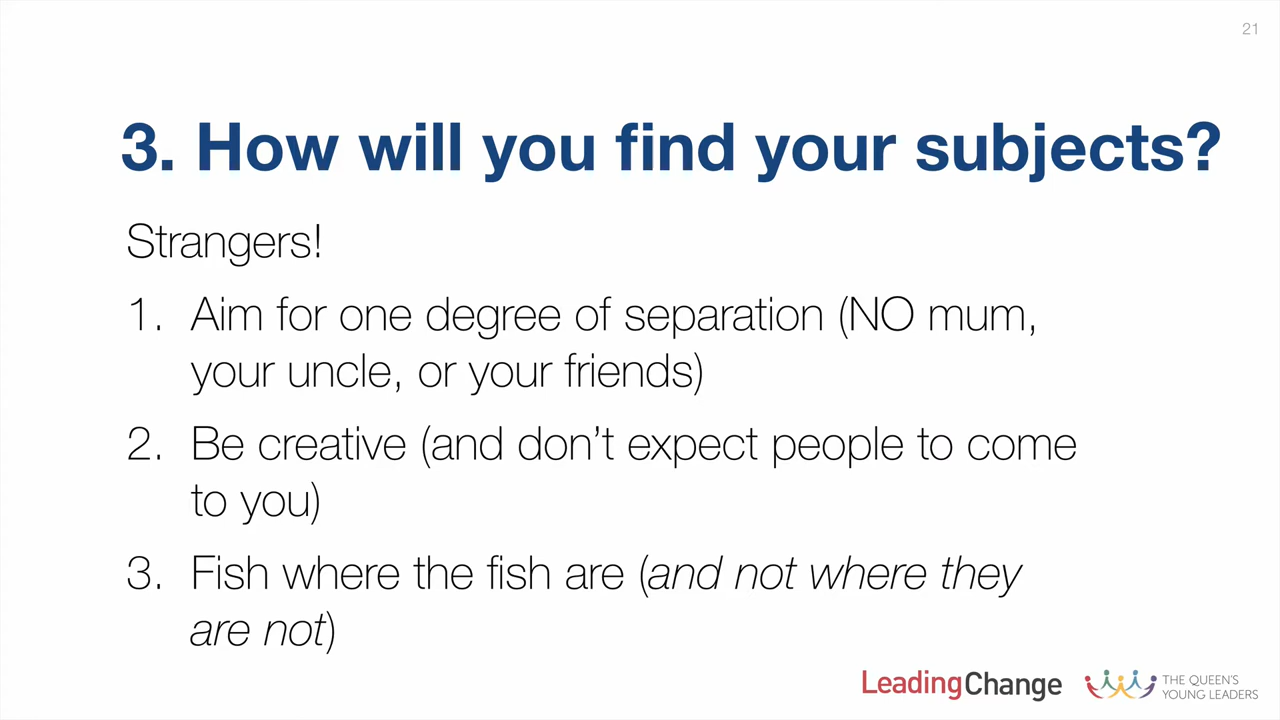 21
3. How will you find your subjects?
Strangers!
1. Aim for one degree of separation (NO mum,
your uncle, or your friends)
2. Be creative (and don’t expect people to come
to you)
3. Fish where the fish are (and not where they
are not)
LeadingChange
THE QUEEN'S
YOUNG LEADERS